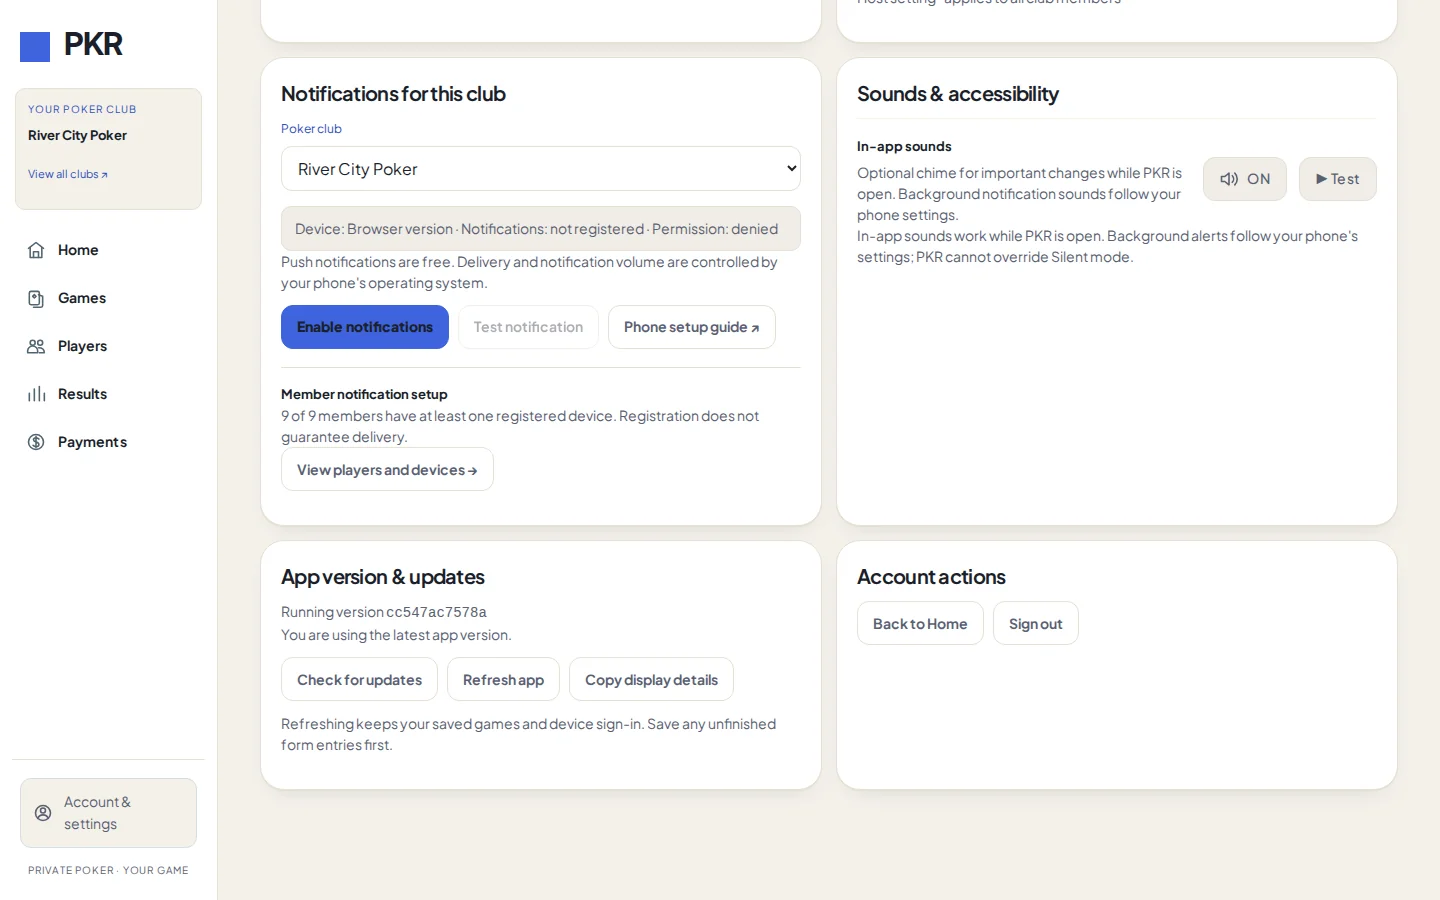 PKR
YOUR POKER CLUB
River City Poker
View all clubs ↗
Home
Games
Players
Results
Payments
Account &
settings
PRIVATE POKER · YOUR GAME
Host setting · applies to all club members
Notifications for this club
Poker club
River City Poker
Device: Browser version · Notifications: not registered · Permission: denied
Push notifications are free. Delivery and notification volume are controlled by
your phone's operating system.
Enable notifications
Test notification
Phone setup guide ↗
Member notification setup
9 of 9 members have at least one registered device. Registration does not
guarantee delivery.
View players and devices →
Sounds & accessibility
In-app sounds
Optional chime for important changes while PKR is
open. Background notification sounds follow your
phone settings.
ON
▶ Test
In-app sounds work while PKR is open. Background alerts follow your phone's
settings; PKR cannot override Silent mode.
App version & updates
Running version cc547ac7578a
You are using the latest app version.
Check for updates
Refresh app
Copy display details
Refreshing keeps your saved games and device sign-in. Save any unfinished
form entries first.
Account actions
Back to Home
Sign out